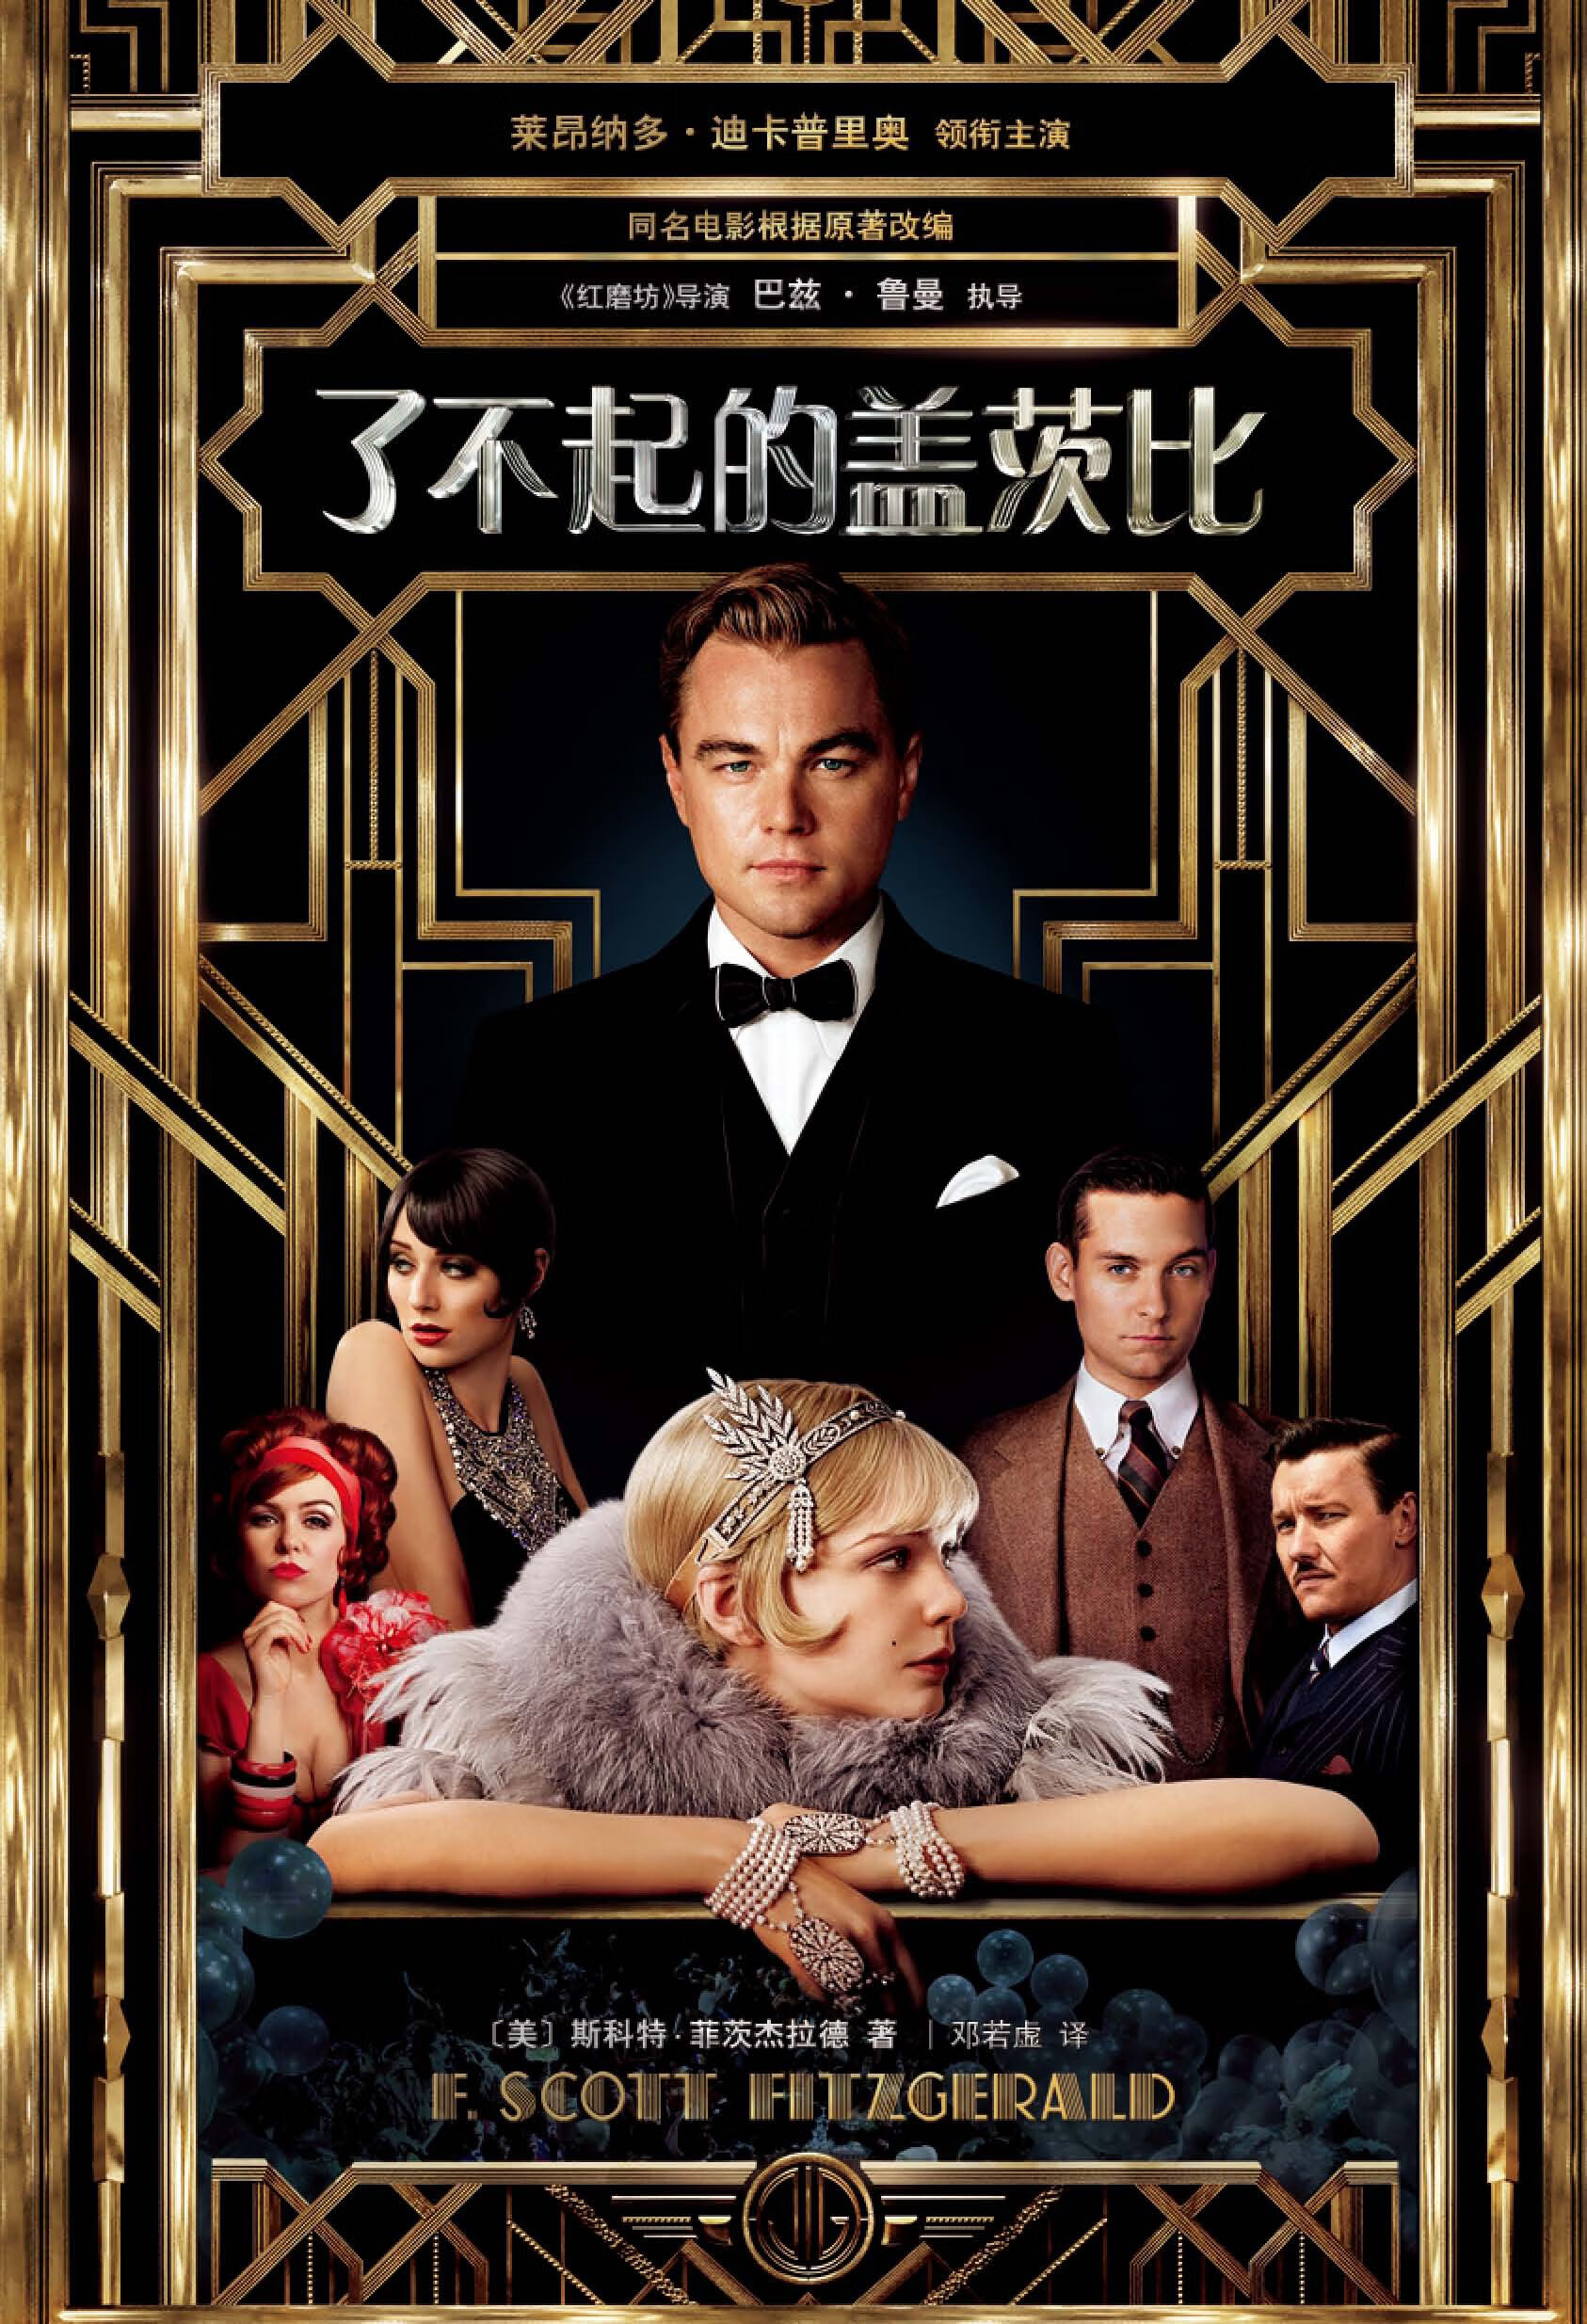 莱昂纳多·迪卡普里奥 领衔主演
同名电影根据原著改编
《红磨坊》导演 巴兹·鲁曼 执导
了不起的盖茨比
〔美〕斯科特·菲茨杰拉德 著 | 邓若虚 译
F. SCOTT FITZGERALD
JG